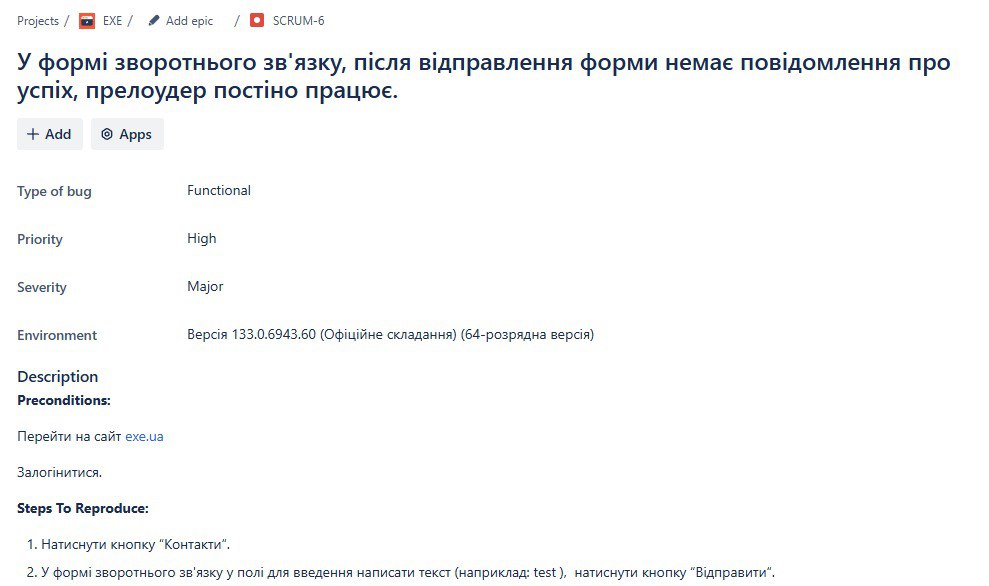 Projects / EXE / Add epic / SCRUM-6
У формі зворотнього зв'язку, після відправлення форми немає повідомлення про
успіх, прелоудер постіно працює.
+ Add Apps
Type of bug Functional
Priority High
Severity Major
Environment Версія 133.0.6943.60 (Офіційне складання) (64-розрядна версія)
Description
Preconditions:
Перейти на сайт exe.ua
Залогінитися.
Steps To Reproduce:
1. Натиснути кнопку “Контакти”.
2. У формі зворотнього зв'язку у полі для введення написати текст (наприклад: test ), натиснути кнопку “Відправити”.